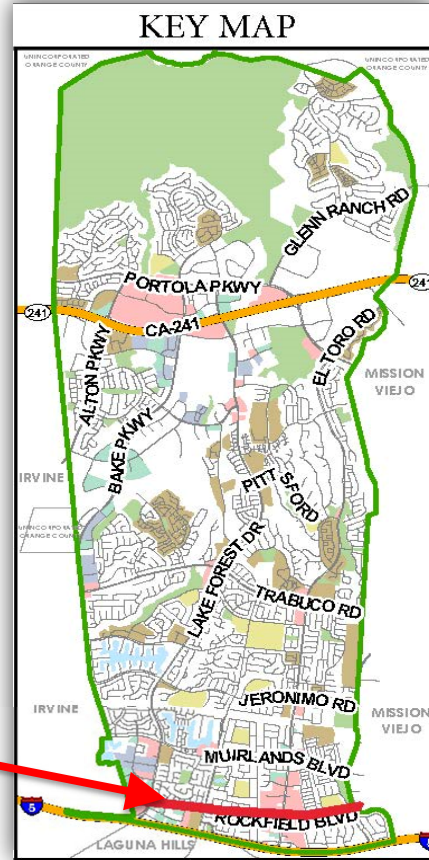 KEY MAP
UNINCORPORATED
ORANGE COUNTY
UNINCORPORATED
ORANGE COUNTY
GLENN RANCH RD
PORTOLA PKWY
241
241
CA-241
EL TORO RD
ALTON PKWY
MISSION
VIEJO
BAKE PKWY
IRVINE
PITTSFORD
UNINCORPORATED
ORANGE COUNTY
LAKE FOREST DR
TRABUCO RD
JERONIMO RD
IRVINE
MISSION
VIEJO
MUIRLANDS BLVD
5
ROCKFIELD BLVD
LAGUNA HILLS